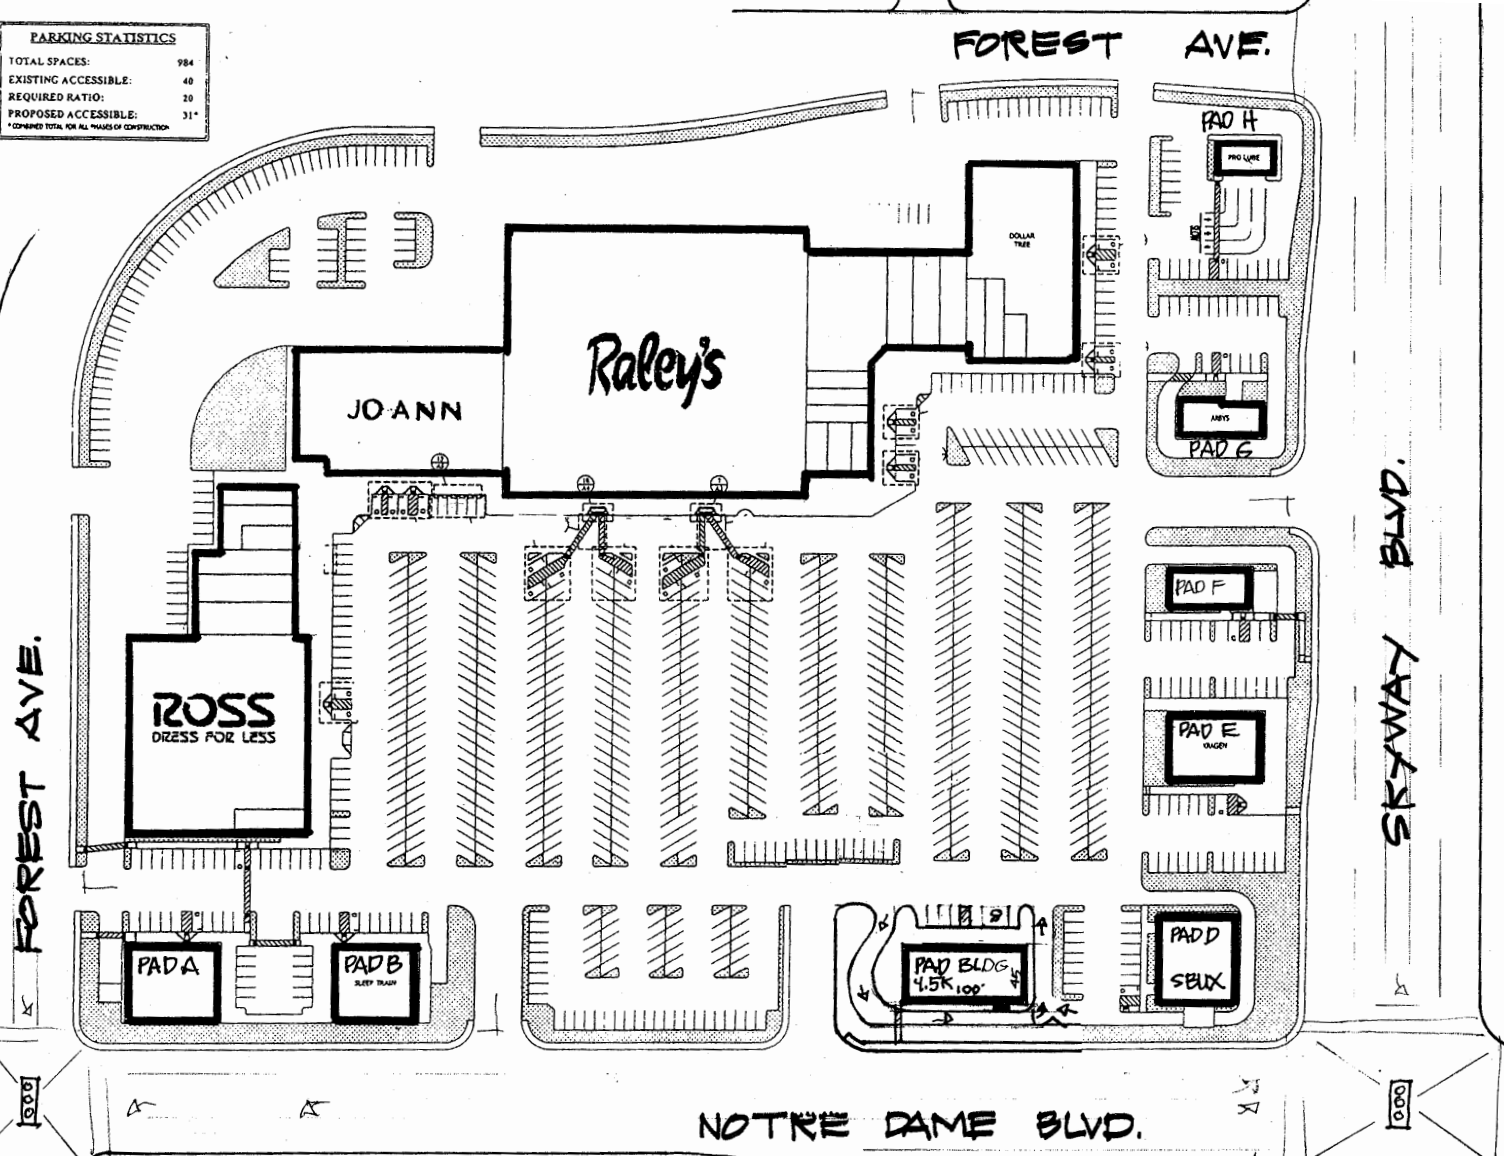 FOREST AVE.
PARKING STATISTICS
TOTAL SPACES: 984
EXISTING ACCESSIBLE: 40
REQUIRED RATIO: 20
PROPOSED ACCESSIBLE: 31*
* COMBINED TOTAL FOR ALL PHASES OF CONSTRUCTION
PAD H
PRO LUBE
DOLLAR
TREE
MOTS
Raley's
JO ANN
ARBYS
PAD G
SKYWAY BLVD.
PAD F
ROSS
DRESS FOR LESS
PAD E
KRAGEN
FOREST AVE.
PAD A
PAD B
SLEEP TRAIN
8
PAD BLDG
4.5K 100'
45
PAD D
SBUX
NOTRE DAME BLVD.